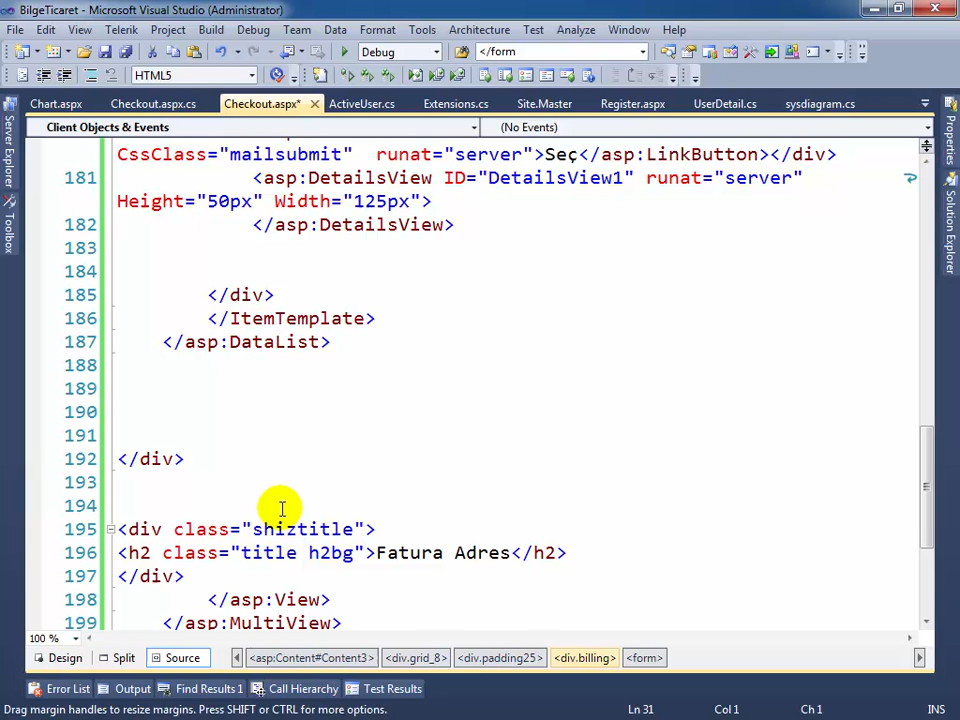 BilgeTicaret - Microsoft Visual Studio (Administrator)
File Edit View Telerik Project Build Debug Team Data Format Tools Architecture Test Analyze Window Help
Debug </form
HTML5
Chart.aspx Checkout.aspx.cs Checkout.aspx* ActiveUser.cs Extensions.cs Site.Master Register.aspx UserDetail.cs sysdiagram.cs
Client Objects & Events (No Events)
CssClass="mailsubmit" runat="server">Seç</asp:LinkButton></div>
181 <asp:DetailsView ID="DetailsView1" runat="server"
Height="50px" Width="125px">
182 </asp:DetailsView>
183
184
185 </div>
186 </ItemTemplate>
187 </asp:DataList>
188
189
190
191
192 </div>
193
194
195 <div class="shiztitle">
196 <h2 class="title h2bg">Fatura Adres</h2>
197 </div>
198 </asp:View>
199 </asp:MultiView>
100 %
Design Split Source <asp:Content#Content3> <div.grid_8> <div.padding25> <div.billing> <form>
Error List Output Find Results 1 Call Hierarchy Test Results
Drag margin handles to resize margins. Press SHIFT or CTRL for more options. Ln 31 Col 1 Ch 1 INS
Server Explorer
Toolbox
Properties
Solution Explorer